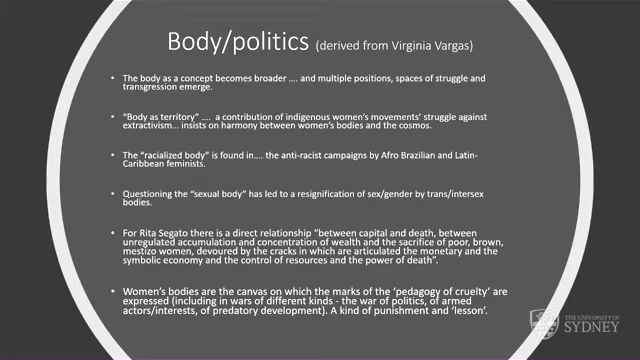 Body/politics (derived from Virginia Vargas)
• The body as a concept becomes broader .... and multiple positions, spaces of struggle and
transgression emerge.
• “Body as territory” .... a contribution of indigenous women's movements' struggle against
extractivism... insists on harmony between women's bodies and the cosmos.
• The “racialized body” is found in.... the anti-racist campaigns by Afro Brazilian and Latin-
Caribbean feminists.
• Questioning the “sexual body” has led to a resignification of sex/gender by trans/intersex
bodies.
• For Rita Segato there is a direct relationship “between capital and death, between
unregulated accumulation and concentration of wealth and the sacrifice of poor, brown,
mestizo women, devoured by the cracks in which are articulated the monetary and the
symbolic economy and the control of resources and the power of death”.
• Women's bodies are the canvas on which the marks of the 'pedagogy of cruelty' are
expressed (including in wars of different kinds - the war of politics, of armed
actors/interests, of predatory development). A kind of punishment and 'lesson'.
THE UNIVERSITY OF
SYDNEY